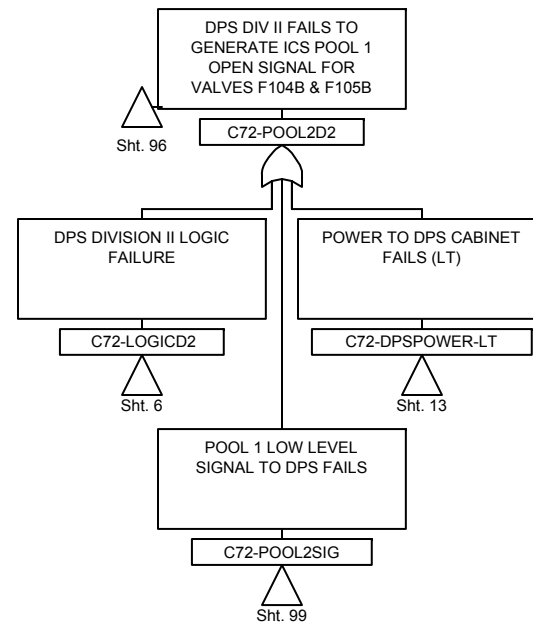 DPS DIV II FAILS TO
GENERATE ICS POOL 1
OPEN SIGNAL FOR
VALVES F104B & F105B
Sht. 96
C72-POOL2D2
DPS DIVISION II LOGIC
FAILURE
C72-LOGICD2
Sht. 6
POWER TO DPS CABINET
FAILS (LT)
C72-DPSPOWER-LT
Sht. 13
POOL 1 LOW LEVEL
SIGNAL TO DPS FAILS
C72-POOL2SIG
Sht. 99